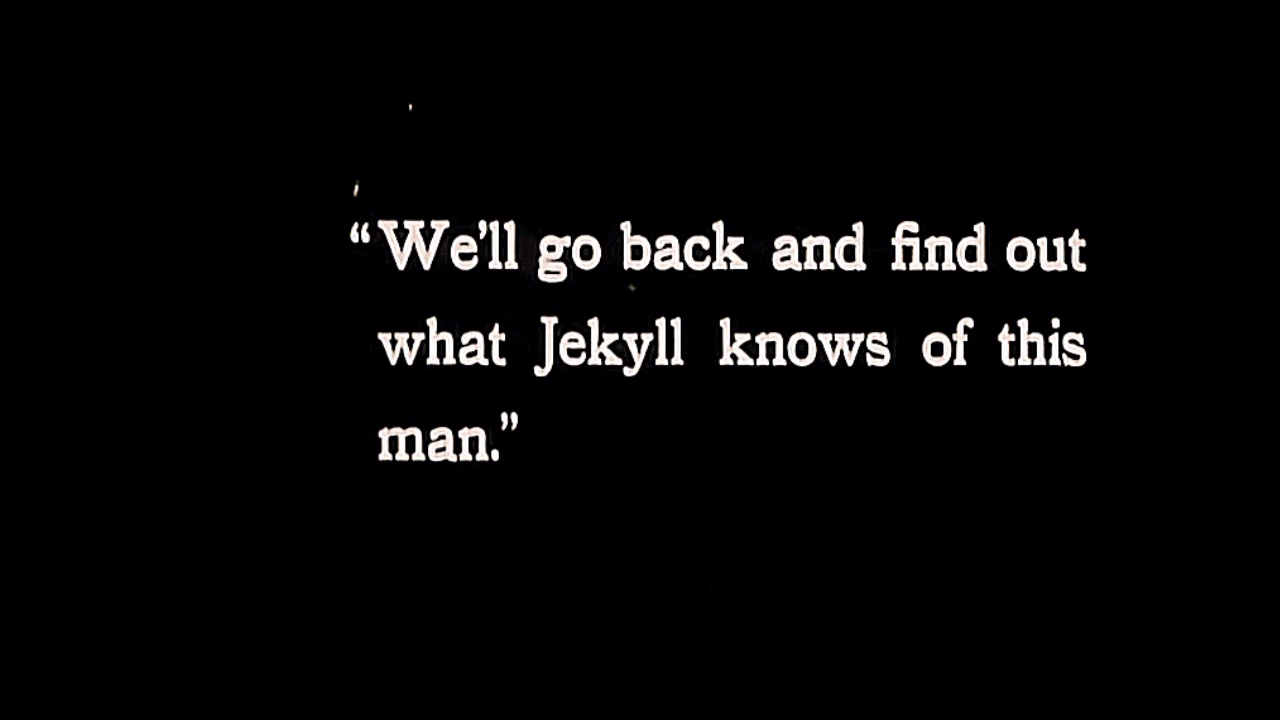 “We’ll go back and find out
what Jekyll knows of this
man.”